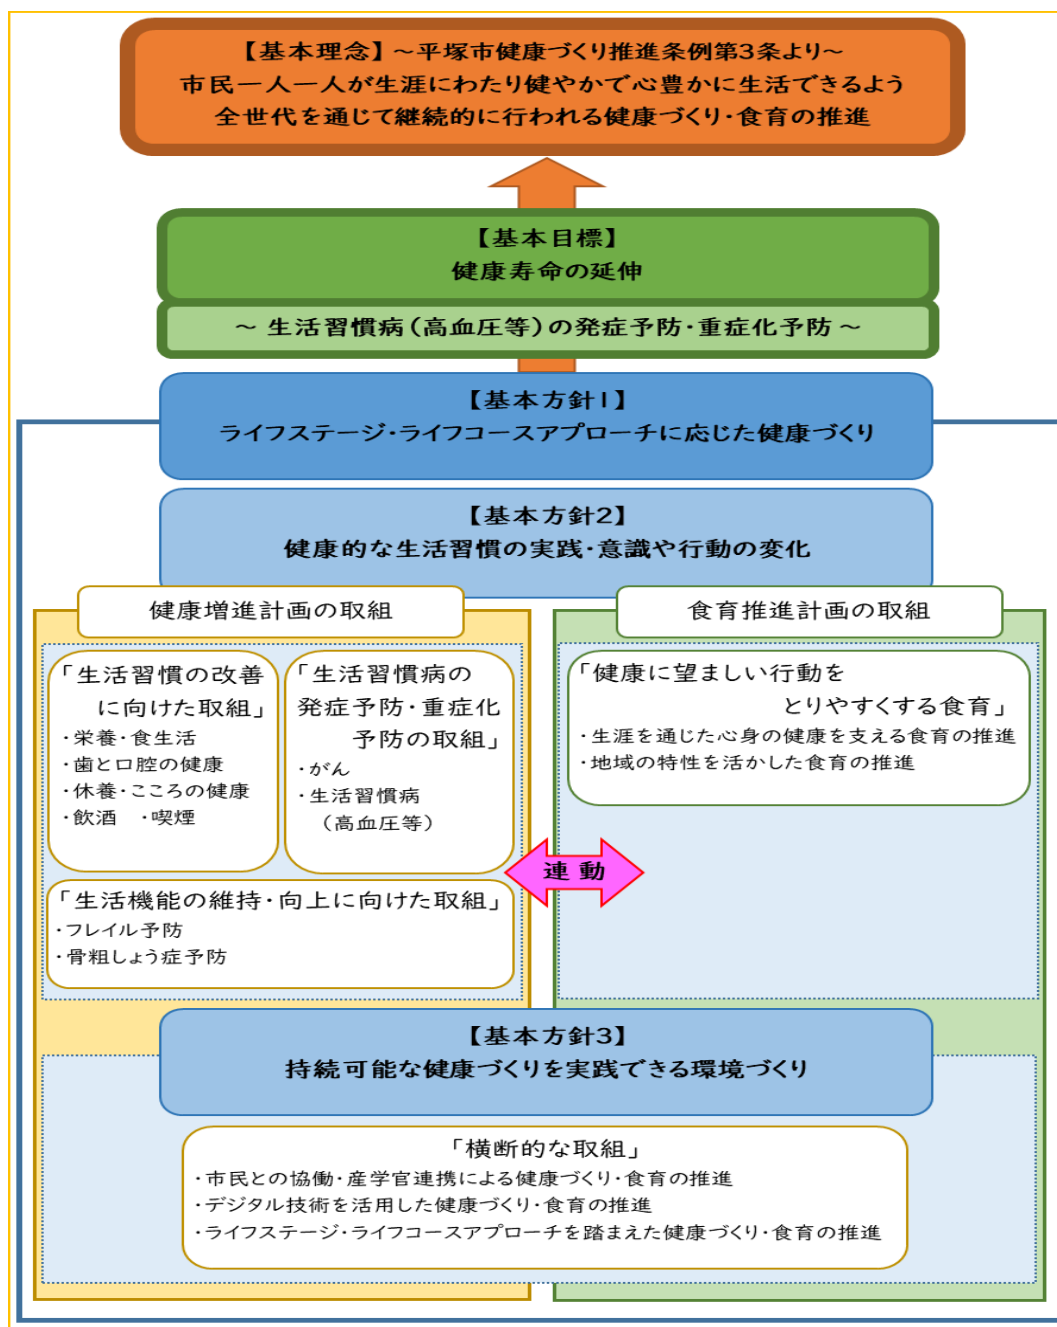 【基本理念】～平塚市健康づくり推進条例第3条より～
市民一人一人が生涯にわたり健やかで心豊かに生活できるよう
全世代を通じて継続的に行われる健康づくり・食育の推進
【基本目標】
健康寿命の延伸
～ 生活習慣病（高血圧等）の発症予防・重症化予防 ～
【基本方針1】
ライフステージ・ライフコースアプローチに応じた健康づくり
【基本方針2】
健康的な生活習慣の実践・意識や行動の変化
健康増進計画の取組
「生活習慣の改善
に向けた取組」
・栄養・食生活
・歯と口腔の健康
・休養・こころの健康
・飲酒　・喫煙
「生活習慣病の
発症予防・重症化
予防の取組」
・がん
・生活習慣病
（高血圧等）
「生活機能の維持・向上に向けた取組」
・フレイル予防
・骨粗しょう症予防
連動
食育推進計画の取組
「健康に望ましい行動を
とりやすくする食育」
・生涯を通じた心身の健康を支える食育の推進
・地域の特性を活かした食育の推進
【基本方針3】
持続可能な健康づくりを実践できる環境づくり
「横断的な取組」
・市民との協働・産学官連携による健康づくり・食育の推進
・デジタル技術を活用した健康づくり・食育の推進
・ライフステージ・ライフコースアプローチを踏まえた健康づくり・食育の推進